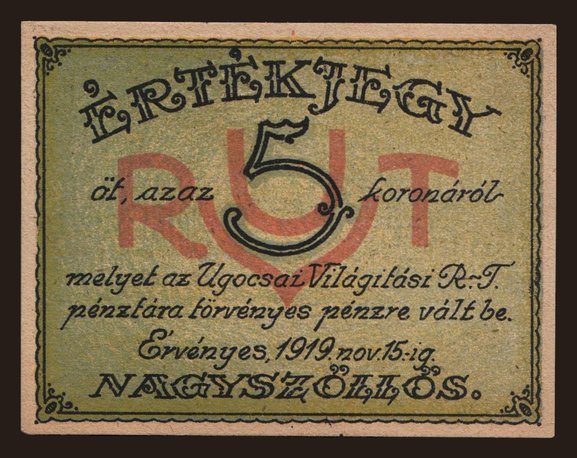 ÉRTÉKJEGY
RUT
öt, azaz 5 koronáról
melyet az Ugocsai Világitási R.-T.
pénztára törvényes pénzre vált be.
Érvényes, 1919. nov. 15.-ig.
NAGYSZŐLLŐS.